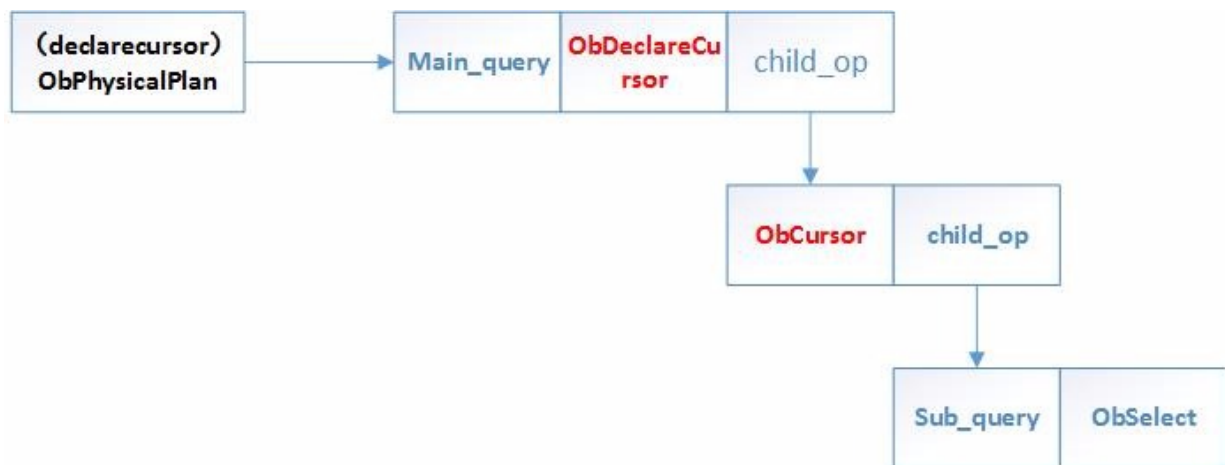 （declarecursor）
ObPhysicalPlan
Main_query
ObDeclareCu
rsor
child_op
ObCursor
child_op
Sub_query
ObSelect